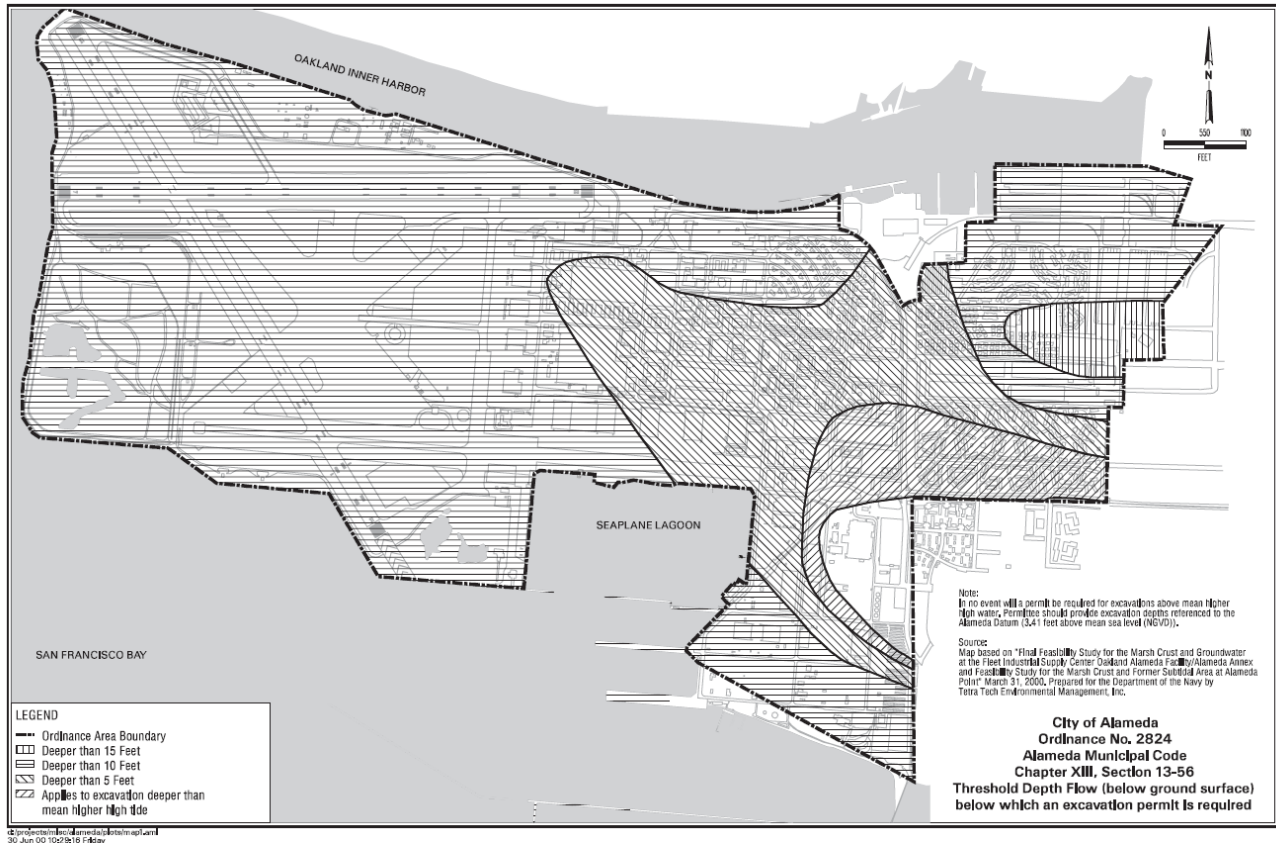 OAKLAND INNER HARBOR
N
0 550 1100
FEET
SEAPLANE LAGOON
SAN FRANCISCO BAY
Note:
In no event will a permit be required for excavations above mean higher
high water. Permittee should provide excavation depths referenced to the
Alameda Datum (3.41 feet above mean sea level (NGVD)).
Source:
Map based on "Final Feasibility Study for the Marsh Crust and Groundwater
at the Fleet Industrial Supply Center Oakland Alameda Facility/Alameda Annex
and Feasibility Study for the Marsh Crust and Former Subtidal Area at Alameda
Point" March 31, 2000. Prepared for the Department of the Navy by
Tetra Tech Environmental Management, Inc.
LEGEND
Ordinance Area Boundary
Deeper than 15 Feet
Deeper than 10 Feet
Deeper than 5 Feet
Applies to excavation deeper than
mean higher high tide
City of Alameda
Ordinance No. 2824
Alameda Municipal Code
Chapter XIII, Section 13-56
Threshold Depth Flow (below ground surface)
below which an excavation permit is required
d:/projects/misc/alameda/plots/map1.aml
30 Jun 00 10:29:16 Friday